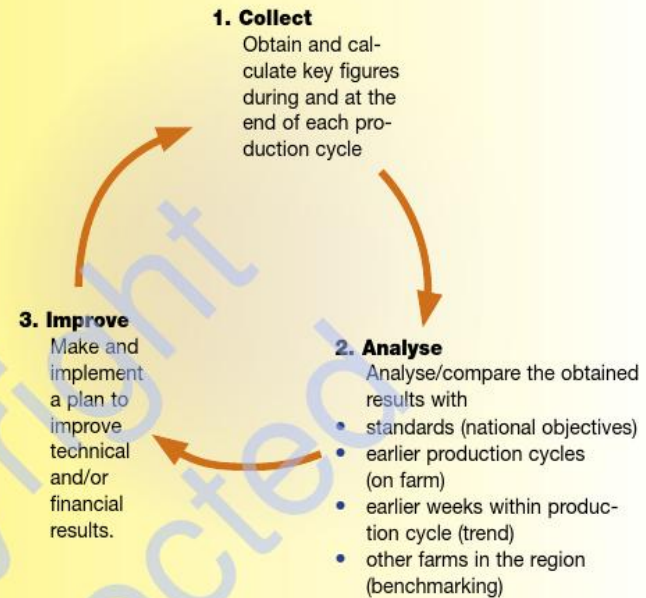 1. Collect
Obtain and cal-
culate key figures
during and at the
end of each pro-
duction cycle
2. Analyse
Analyse/compare the obtained
results with
• standards (national objectives)
• earlier production cycles
(on farm)
• earlier weeks within produc-
tion cycle (trend)
• other farms in the region
(benchmarking)
3. Improve
Make and
implement
a plan to
improve
technical
and/or
financial
results.